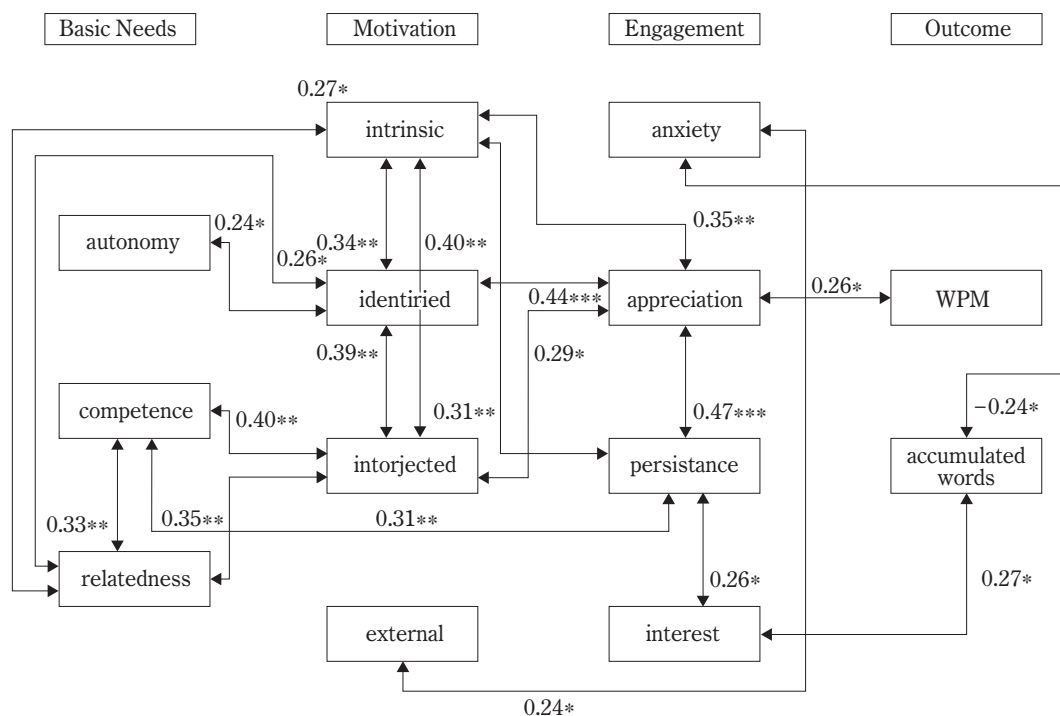 Basic Needs
Motivation
Engagement
Outcome
0.27*
intrinsic
anxiety
autonomy
0.24*
0.34**
0.40**
0.35**
0.26*
identiried
0.44***
appreciation
0.26*
WPM
0.39**
0.29*
competence
0.40**
0.31**
0.47***
−0.24*
intorjected
persistance
accumulated
words
0.33**
0.35**
0.31**
relatedness
0.26*
0.27*
external
interest
0.24*